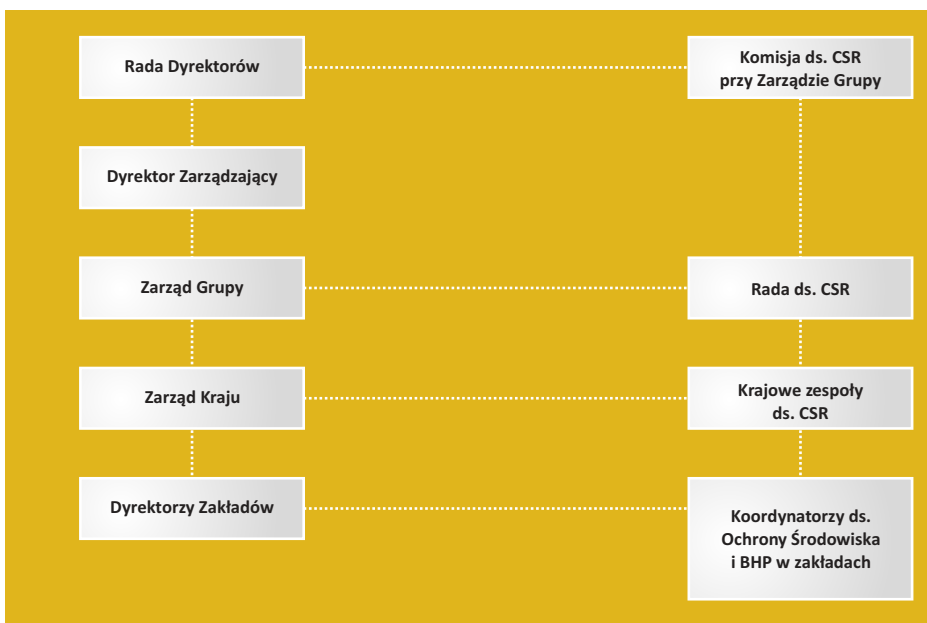 Rada Dyrektorów
Komisja ds. CSR
przy Zarządzie Grupy
Dyrektor Zarządzający
Zarząd Grupy
Rada ds. CSR
Zarząd Kraju
Krajowe zespoły
ds. CSR
Dyrektorzy Zakładów
Koordynatorzy ds.
Ochrony Środowiska
i BHP w zakładach